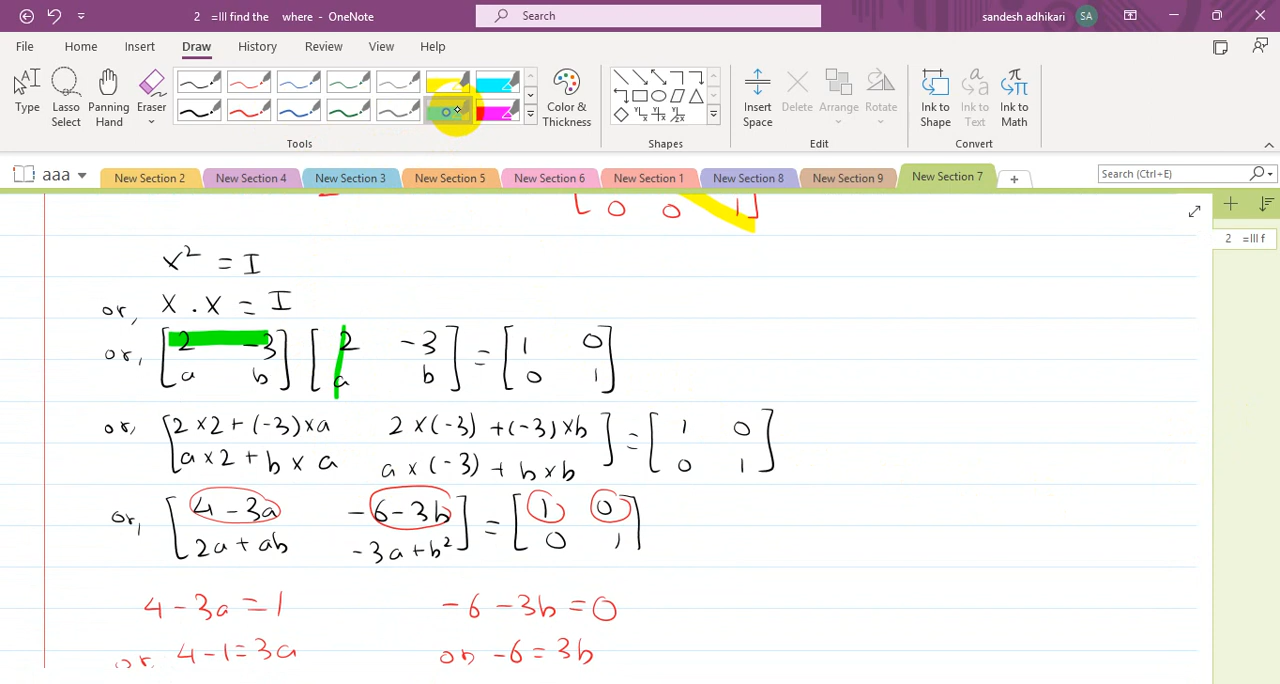 2 =III find the where - OneNote
Search
sandesh adhikari SA
File Home Insert Draw History Review View Help
Type
Lasso Select
Panning Hand
Eraser
Color & Thickness
Insert Space
Delete
Arrange
Rotate
Ink to Shape
Ink to Text
Ink to Math
Tools Shapes Edit Convert
aaa New Section 2 New Section 4 New Section 3 New Section 5 New Section 6 New Section 1 New Section 8 New Section 9 New Section 7 Search (Ctrl+E)
2 =III f
[ 0 0 1 ]
x² = I
or, x . x = I
or, [2 -3
a b] [2 -3
a b] = [1 0
0 1]
or, [2×2+(-3)×a 2×(-3)+(-3)×b
a×2+b×a a×(-3)+b×b] = [1 0
0 1]
or, [4-3a -6-3b
2a+ab -3a+b²] = [1 0
0 1]
4-3a=1 -6-3b=0
or 4-1=3a or -6=3b